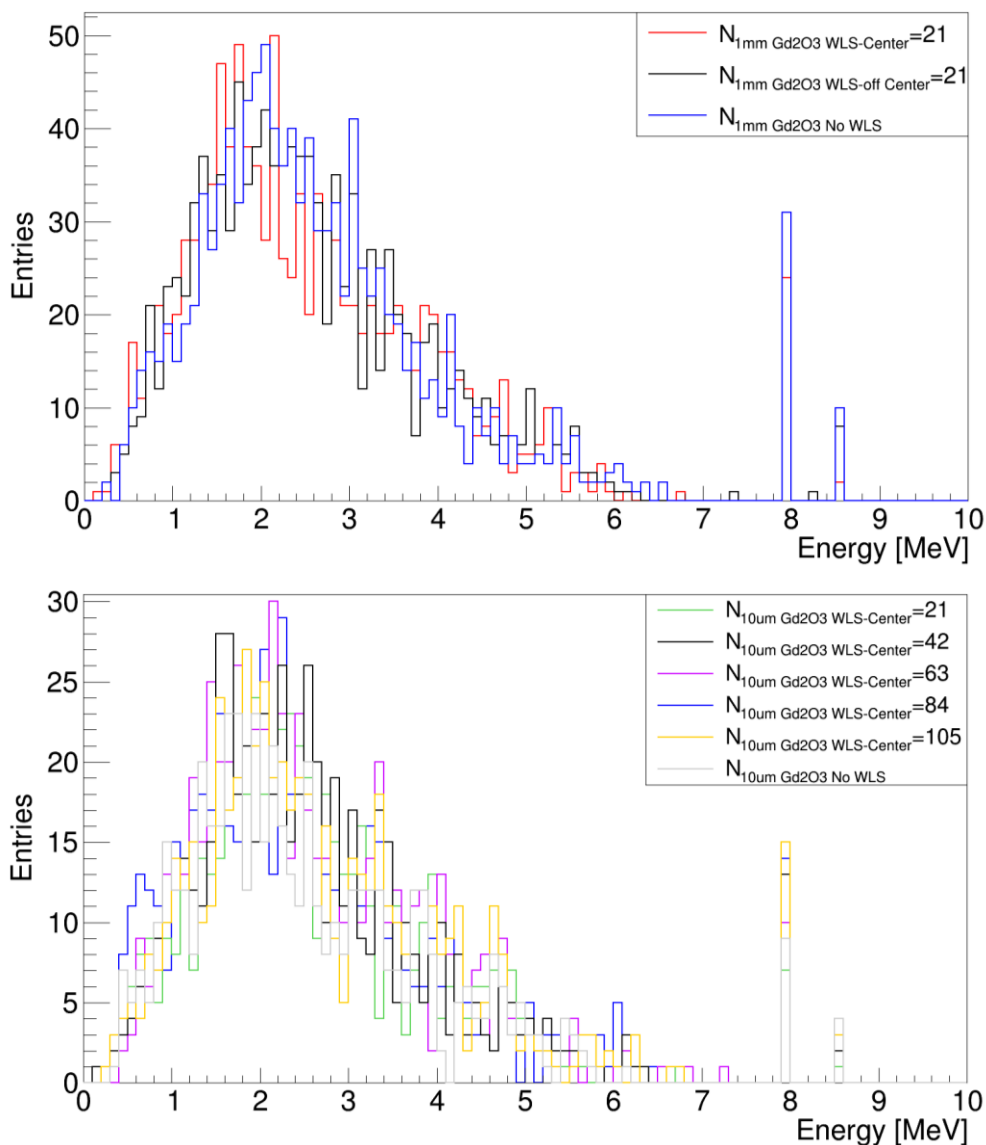 50
40
30
20
10
0
Entries
0 1 2 3 4 5 6 7 8 9 10
Energy [MeV]
N1mm Gd2O3 WLS-Center=21
N1mm Gd2O3 WLS-off Center=21
N1mm Gd2O3 No WLS
30
25
20
15
10
5
0
Entries
0 1 2 3 4 5 6 7 8 9 10
Energy [MeV]
N10um Gd2O3 WLS-Center=21
N10um Gd2O3 WLS-Center=42
N10um Gd2O3 WLS-Center=63
N10um Gd2O3 WLS-Center=84
N10um Gd2O3 WLS-Center=105
N10um Gd2O3 No WLS